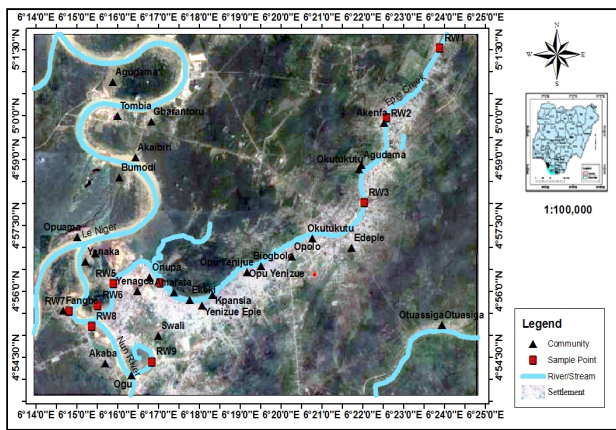 6°14'0"E 6°15'0"E 6°16'0"E 6°17'0"E 6°18'0"E 6°19'0"E 6°20'0"E 6°21'0"E 6°22'0"E 6°23'0"E 6°24'0"E 6°25'0"E
5°1'30"N
5°0'0"N
4°59'0"N
4°57'30"N
4°56'0"N
4°54'30"N
RW1
Agudama
Epie Creek
Tombia
Gbarantoru
Akenfa
RW2
Akaibiri
Okutukutu
Agudama
Bumodi
RW3
Opuama
Le Niger
Okutukutu
Opolo
Edepie
Yenaka
Biogbolo
Onupa
Opu Yenijue
Opu Yenizue
RW5
Yenagoa
Amarata
Ekeki
Kpansia
Yenizue Epie
RW6
RW7
Fangbe
RW8
Swali
Otuassiga
Otuasiga
Nun River
RW9
Akaba
Ogu
5°1'30"N
5°0'0"N
4°59'0"N
4°57'30"N
4°56'0"N
4°54'30"N
6°14'0"E 6°15'0"E 6°16'0"E 6°17'0"E 6°18'0"E 6°19'0"E 6°20'0"E 6°21'0"E 6°22'0"E 6°23'0"E 6°24'0"E 6°25'0"E
N
W
E
S
1:100,000
Legend
Community
Sample Point
River/Stream
Settlement